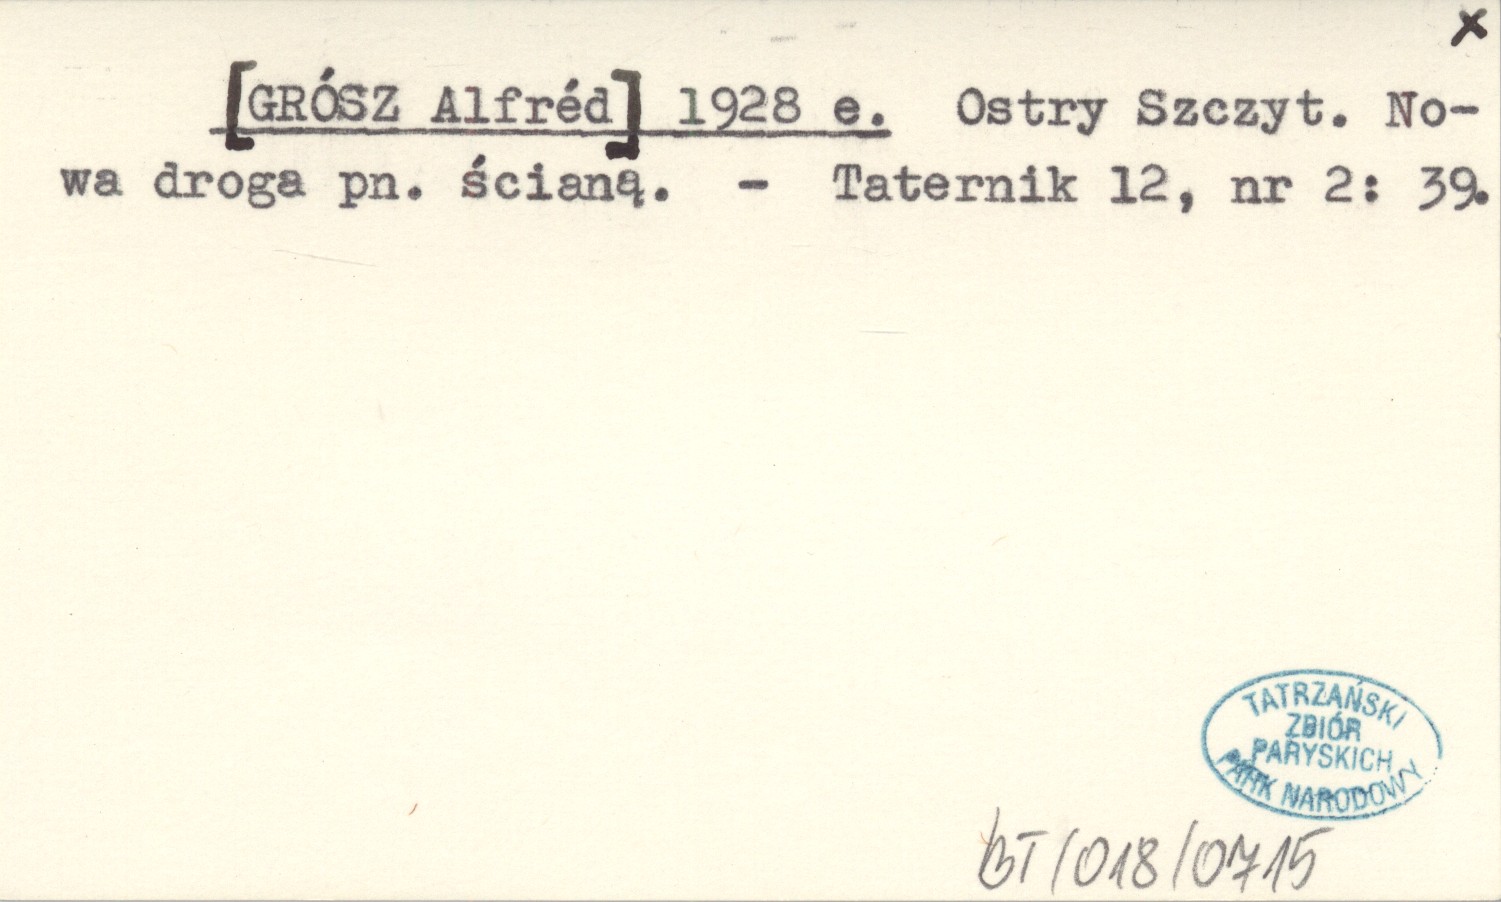 x
[GRÓSZ Alfréd] 1928 e. Ostry Szczyt. No-
wa droga pn. ścianą. - Taternik 12, nr 2: 39.
TATRZAŃSKI
ZBIÓR
PARYSKICH
PARK NARODOWY
BT/018/0715